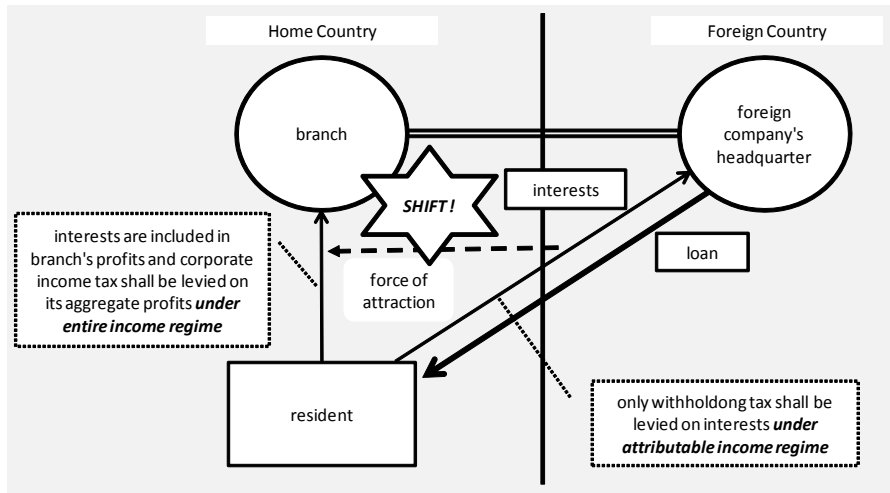 Home Country
Foreign Country
branch
foreign
company's
headquarter
SHIFT!
interests
interests are included in
branch's profits and corporate
income tax shall be levied on
its aggregate profits under
entire income regime
force of
attraction
loan
resident
only withholdong tax shall be
levied on interests under
attributable income regime